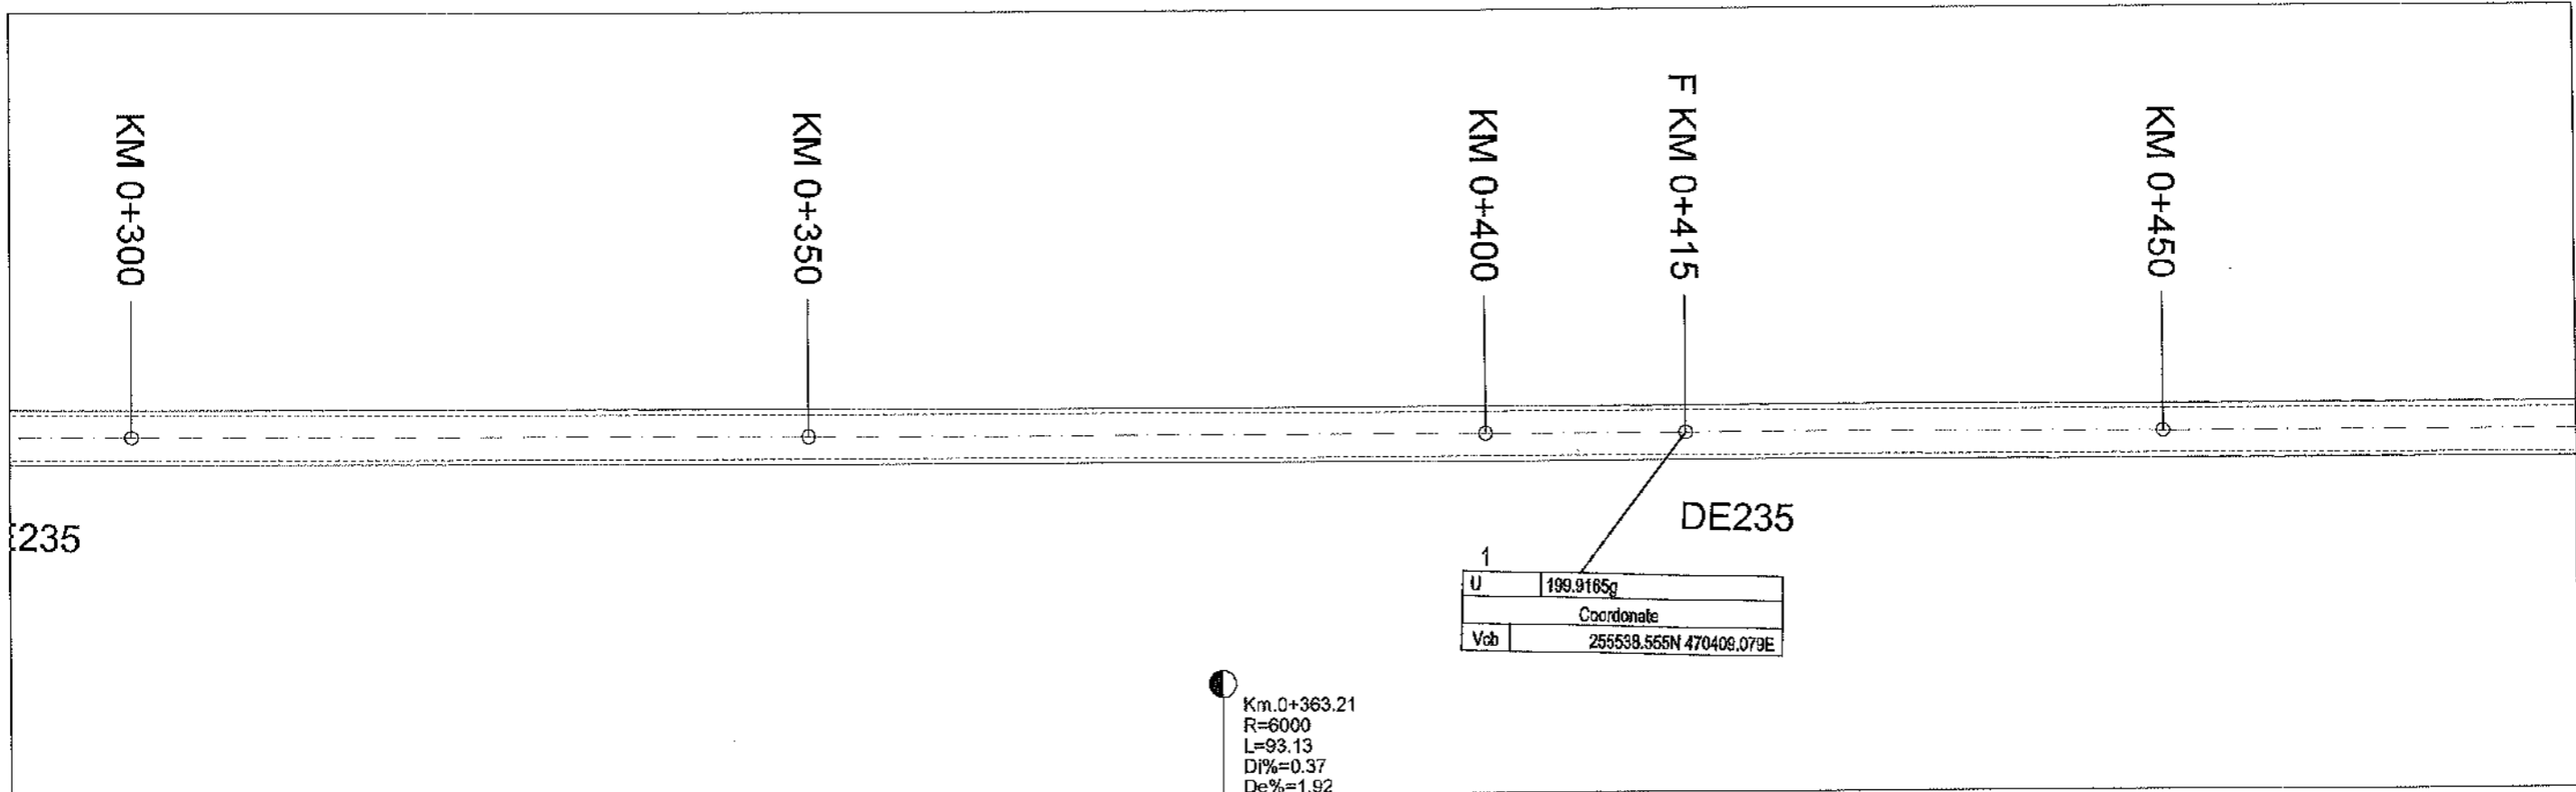 KM 0+300
KM 0+350
KM 0+400
F KM 0+415
KM 0+450
:235
DE235
1
U 199.9165g
Coordonate
Vcb 255538.555N 470409.079E
Km.0+363.21
R=6000
L=93.13
Di%=0.37
De%=1.92